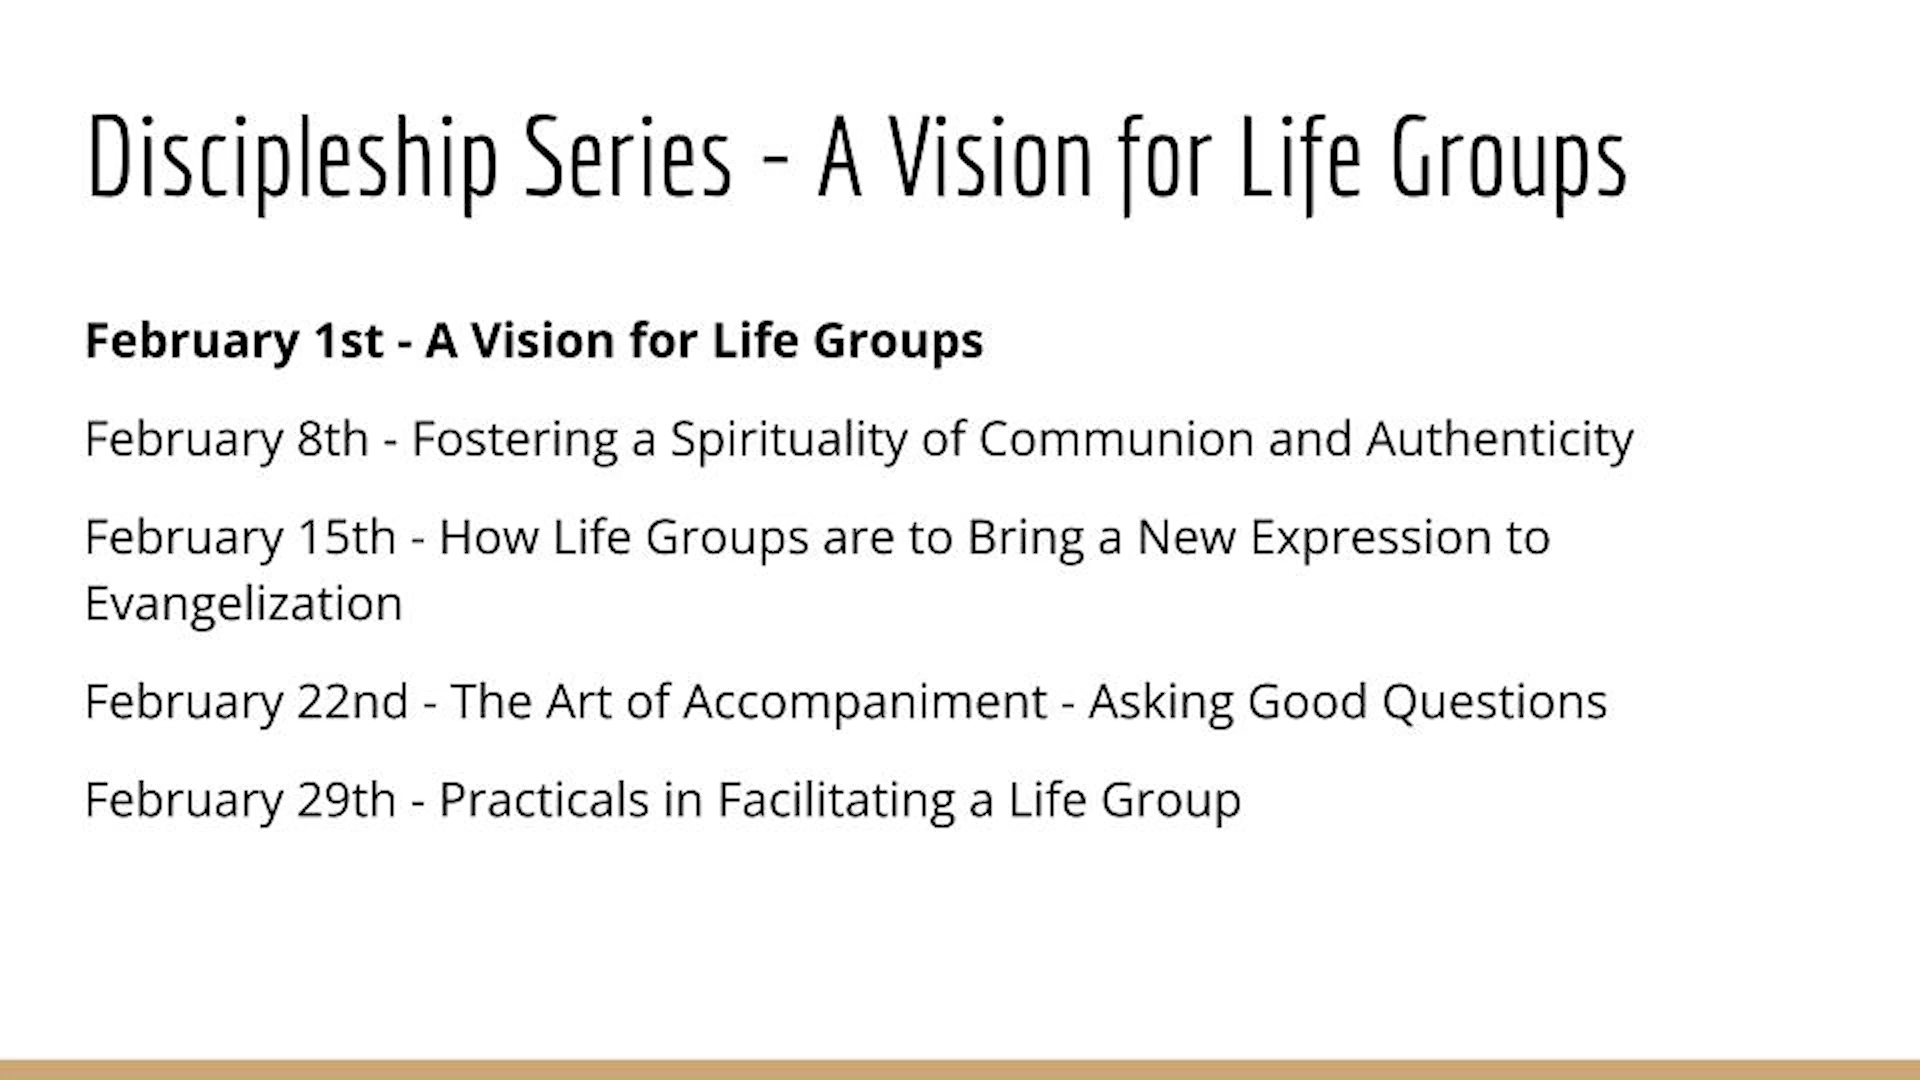 Discipleship Series - A Vision for Life Groups
February 1st - A Vision for Life Groups
February 8th - Fostering a Spirituality of Communion and Authenticity
February 15th - How Life Groups are to Bring a New Expression to
Evangelization
February 22nd - The Art of Accompaniment - Asking Good Questions
February 29th - Practicals in Facilitating a Life Group